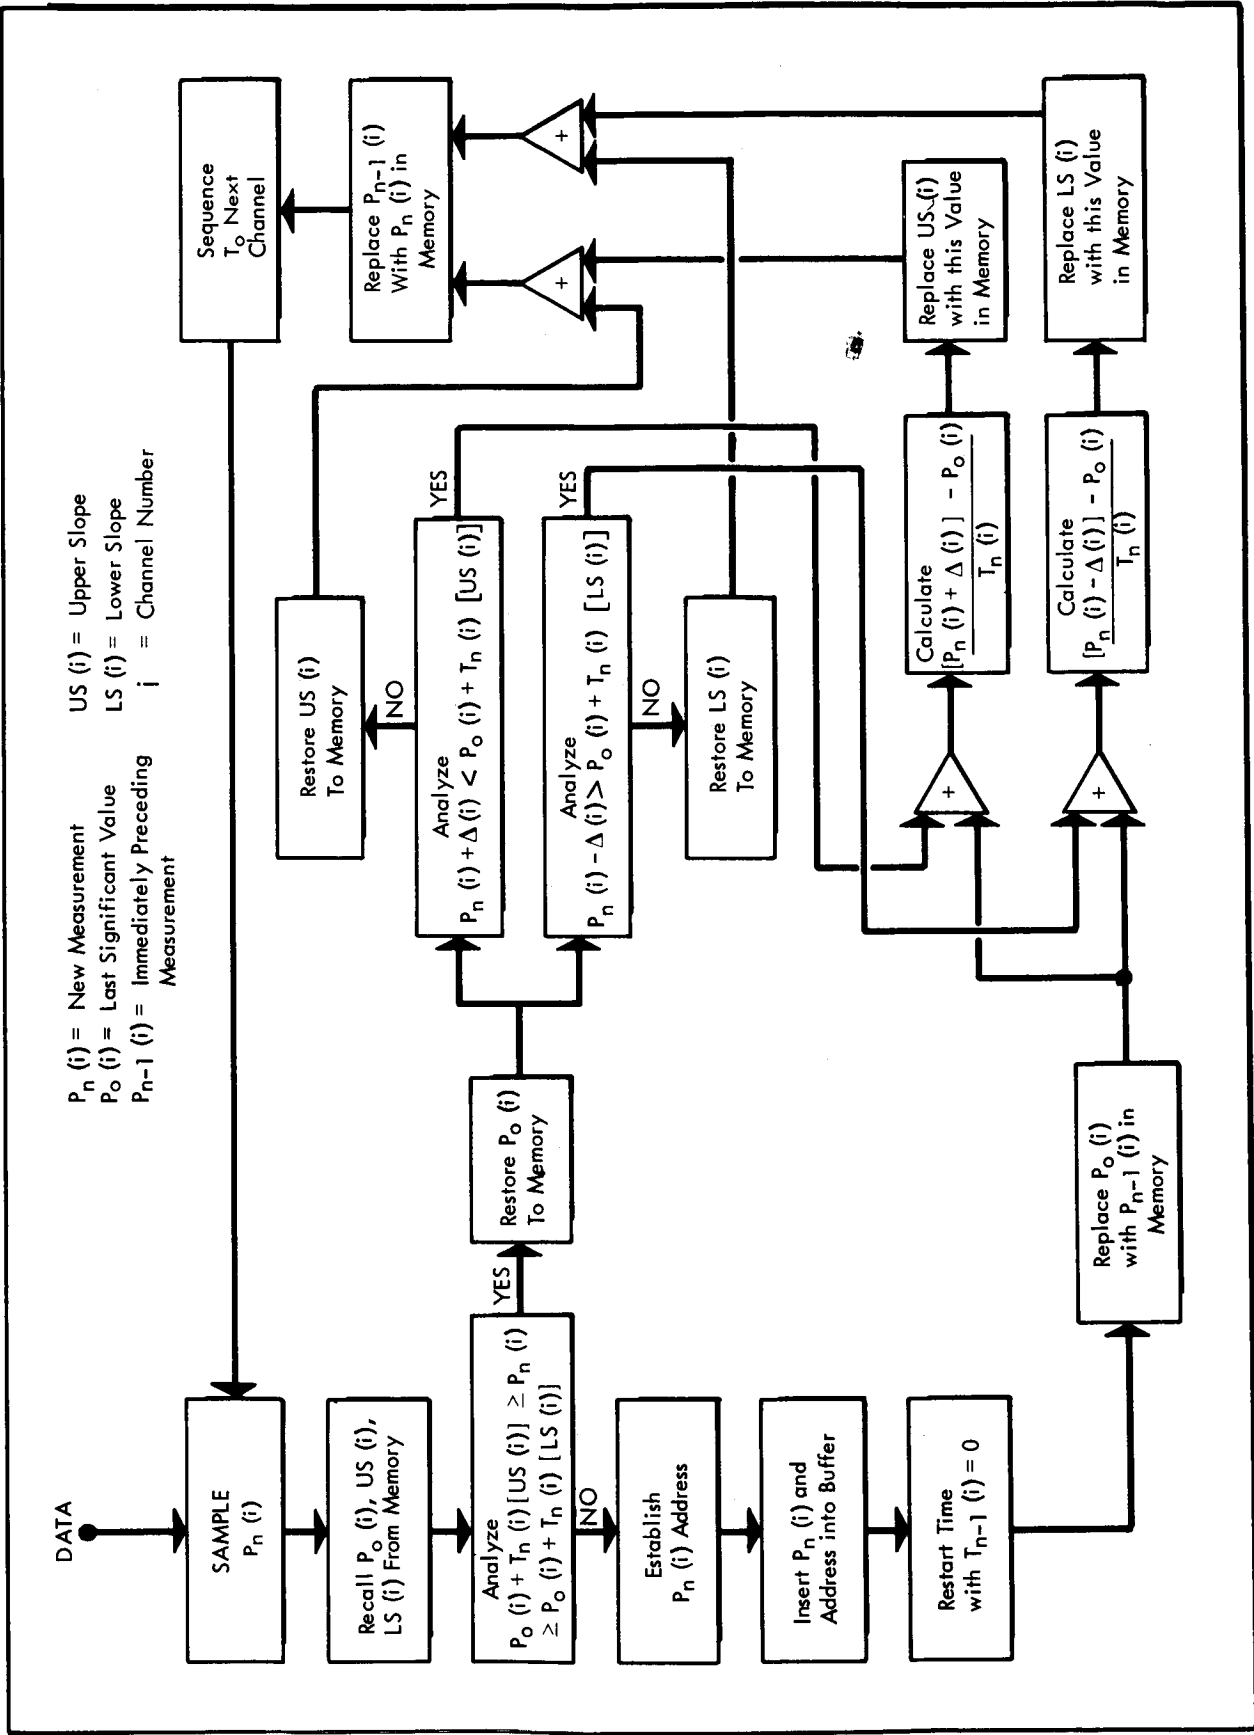 DATA
SAMPLE
Pn (i)
Recall Po (i), US (i),
LS (i) From Memory
Analyze
Po (i) + Tn (i) [US (i)] ≥ Pn (i)
≥ Po (i) + Tn (i) [LS (i)]
YES
NO
Establish
Pn (i) Address
Insert Pn (i) and
Address into Buffer
Restart Time
with Tn-1 (i) = 0
Pn (i) = New Measurement
Po (i) = Last Significant Value
Pn-1 (i) = Immediately Preceding
Measurement
US (i) = Upper Slope
LS (i) = Lower Slope
i = Channel Number
Restore Po (i)
To Memory
Replace Po (i)
with Pn-1 (i) in
Memory
Restore US (i)
To Memory
NO
Analyze
Pn (i) + Δ (i) < Po (i) + Tn (i) [US (i)]
YES
Analyze
Pn (i) - Δ (i) > Po (i) + Tn (i) [LS (i)]
YES
NO
Restore LS (i)
To Memory
+
+
Calculate
[Pn (i) + Δ (i)] - Po (i)
Tn (i)
Calculate
[Pn (i) - Δ (i)] - Po (i)
Tn (i)
Sequence
To Next
Channel
Replace Pn-1 (i)
With Pn (i) in
Memory
+
+
Replace US (i)
with this Value
in Memory
Replace LS (i)
with this Value
in Memory